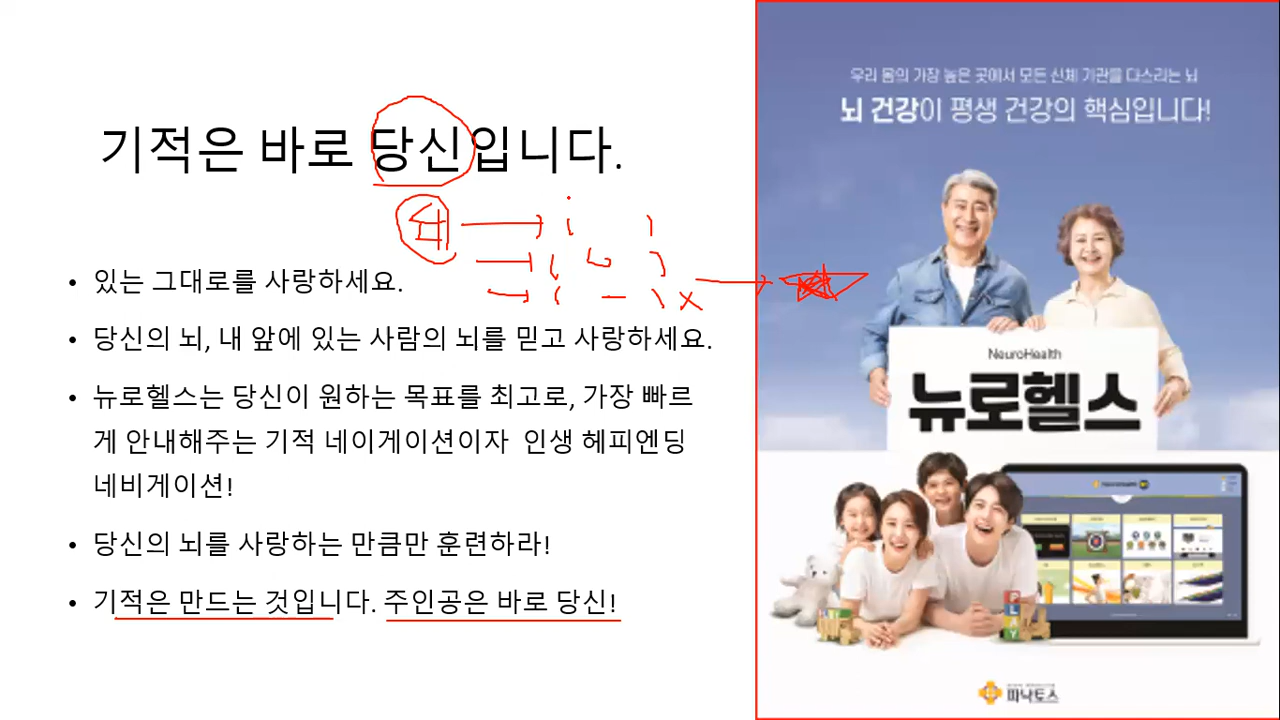 기적은 바로 당신입니다.
뇌
• 있는 그대로를 사랑하세요.
• 당신의 뇌, 내 앞에 있는 사람의 뇌를 믿고 사랑하세요.
• 뉴로헬스는 당신이 원하는 목표를 최고로, 가장 빠르
게 안내해주는 기적 네이게이션이자 인생 헤피엔딩
네비게이션!
• 당신의 뇌를 사랑하는 만큼만 훈련하라!
• 기적은 만드는 것입니다. 주인공은 바로 당신!
우리 몸의 가장 높은 곳에서 모든 신체 기관을 다스리는 뇌
뇌 건강이 평생 건강의 핵심입니다!
NeuroHealth
뉴로헬스
PLAY
파낙토스